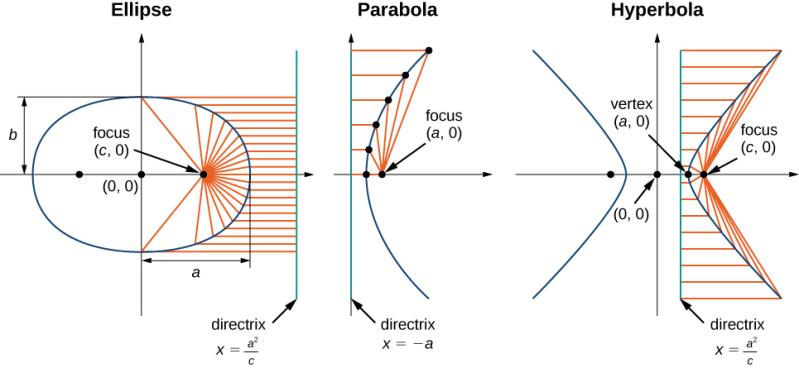 Ellipse
b
focus
(c, 0)
(0, 0)
a
directrix
x = a²/c
Parabola
focus
(a, 0)
directrix
x = −a
Hyperbola
vertex
(a, 0)
focus
(c, 0)
(0, 0)
directrix
x = a²/c